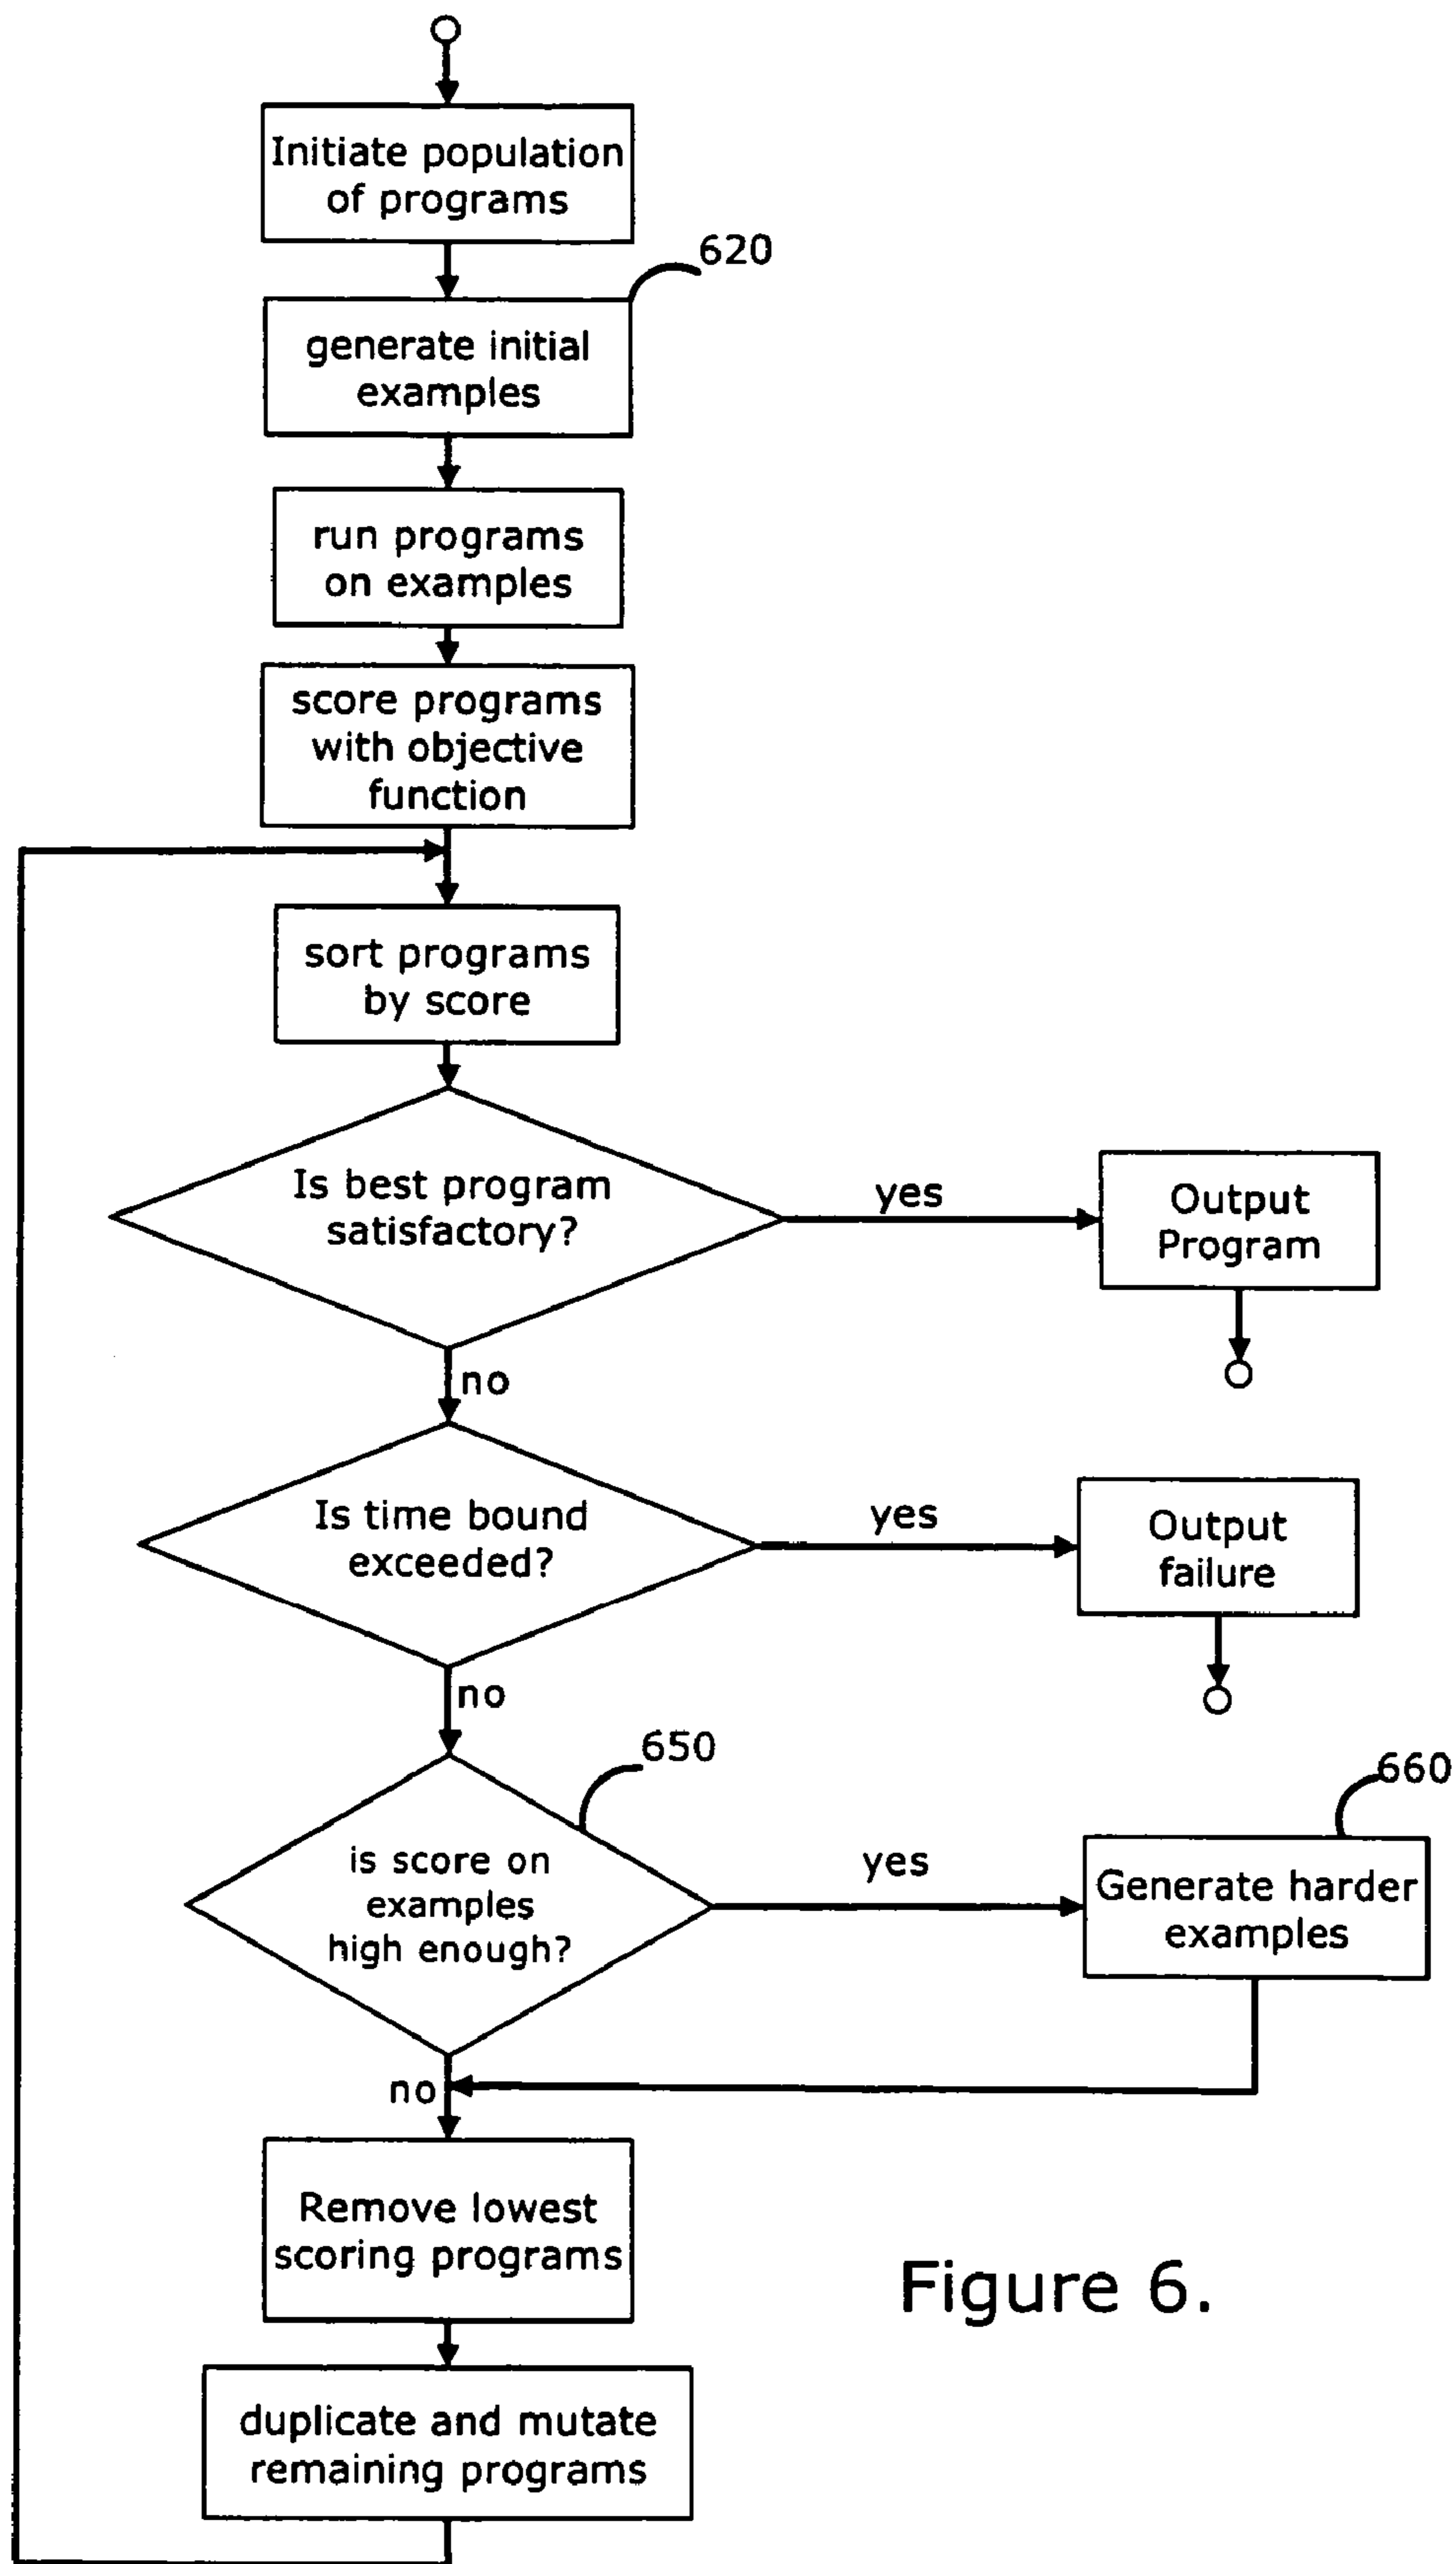 Initiate population
of programs
620
generate initial
examples
run programs
on examples
score programs
with objective
function
sort programs
by score
Is best program
satisfactory?
yes
Output
Program
no
Is time bound
exceeded?
yes
Output
failure
no
650
660
is score on
examples
high enough?
yes
Generate harder
examples
no
Remove lowest
scoring programs
Figure 6.
duplicate and mutate
remaining programs